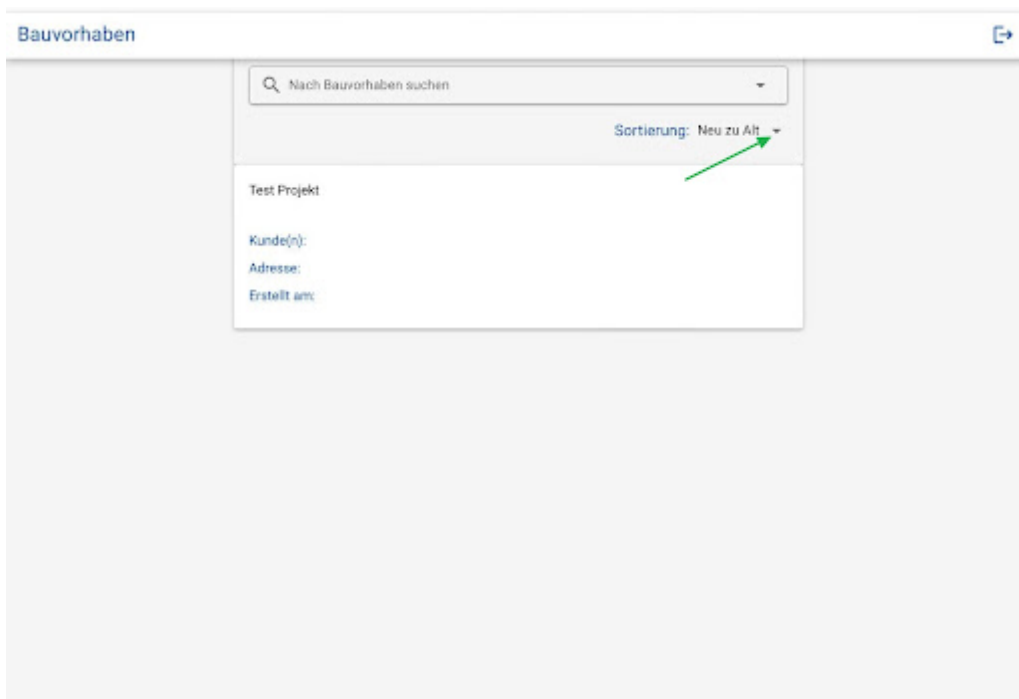 Bauvorhaben
Nach Bauvorhaben suchen
Sortierung: Neu zu Alt
Test Projekt
Kunde(n):
Adresse:
Erstellt am: